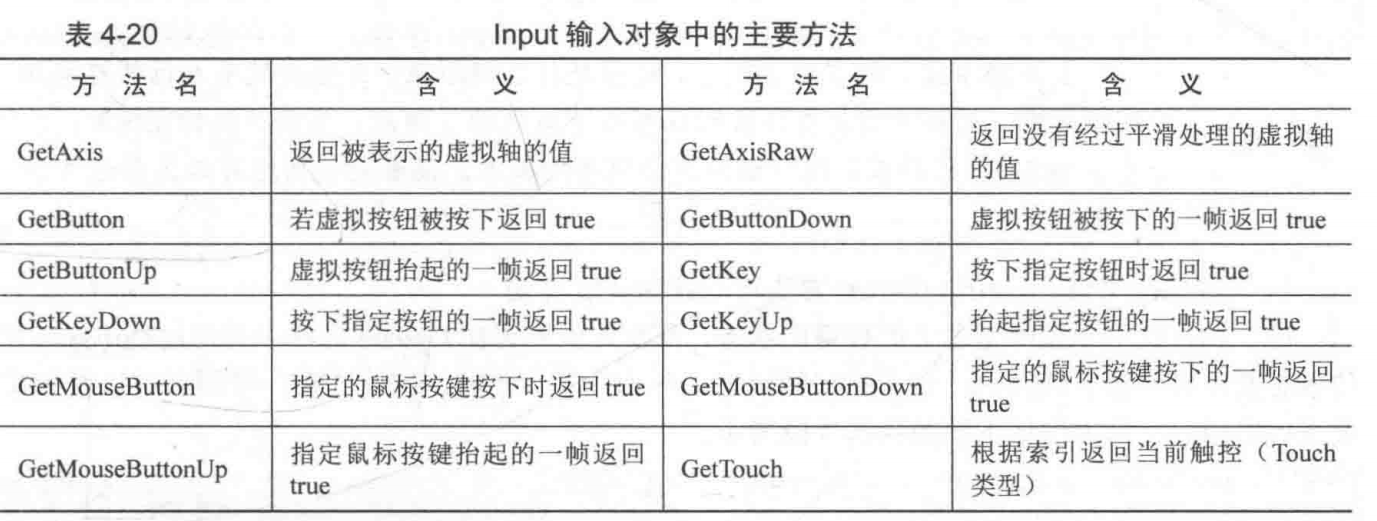 表 4-20 Input 输入对象中的主要方法
方 法 名 含 义 方 法 名 含 义
GetAxis 返回被表示的虚拟轴的值 GetAxisRaw 返回没有经过平滑处理的虚拟轴
的值
GetButton 若虚拟按钮被按下返回 true GetButtonDown 虚拟按钮被按下的一帧返回 true
GetButtonUp 虚拟按钮抬起的一帧返回 true GetKey 按下指定按钮时返回 true
GetKeyDown 按下指定按钮的一帧返回 true GetKeyUp 抬起指定按钮的一帧返回 true
GetMouseButton 指定的鼠标按键按下时返回 true GetMouseButtonDown 指定的鼠标按键按下的一帧返回
true
GetMouseButtonUp 指定鼠标按键抬起的一帧返回
true
GetTouch 根据索引返回当前触控（Touch
类型）